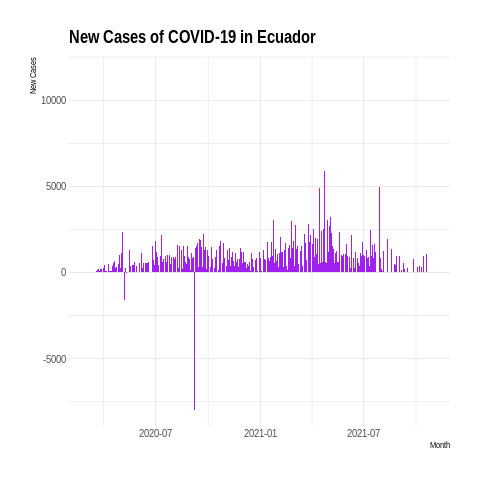 New Cases of COVID-19 in Ecuador
New Cases
10000
5000
0
-5000
2020-07
2021-01
2021-07
Month